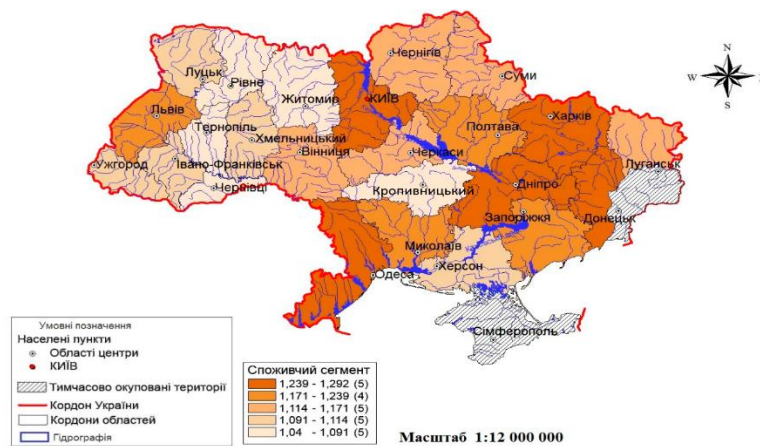 N
W
S
Чернігів
Суми
Луцьк
Рівне
Житомир
КИЇВ
Львів
Харків
Тернопіль
Хмельницький
Полтава
Вінниця
Черкаси
Ужгород
Івано-Франківськ
Луганськ
Чернівці
Кропивницький
Дніпро
Запоріжжя
Донецьк
Миколаїв
Херсон
Одеса
Сімферополь
Умовні позначення
Населені пункти
Області центри
КИЇВ
Тимчасово окуповані території
Кордон України
Кордони областей
Гідрографія
Споживчий сегмент
1,239 - 1,292 (5)
1,171 - 1,239 (4)
1,114 - 1,171 (5)
1,091 - 1,114 (5)
1,04 - 1,091 (5)
Масштаб 1:12 000 000